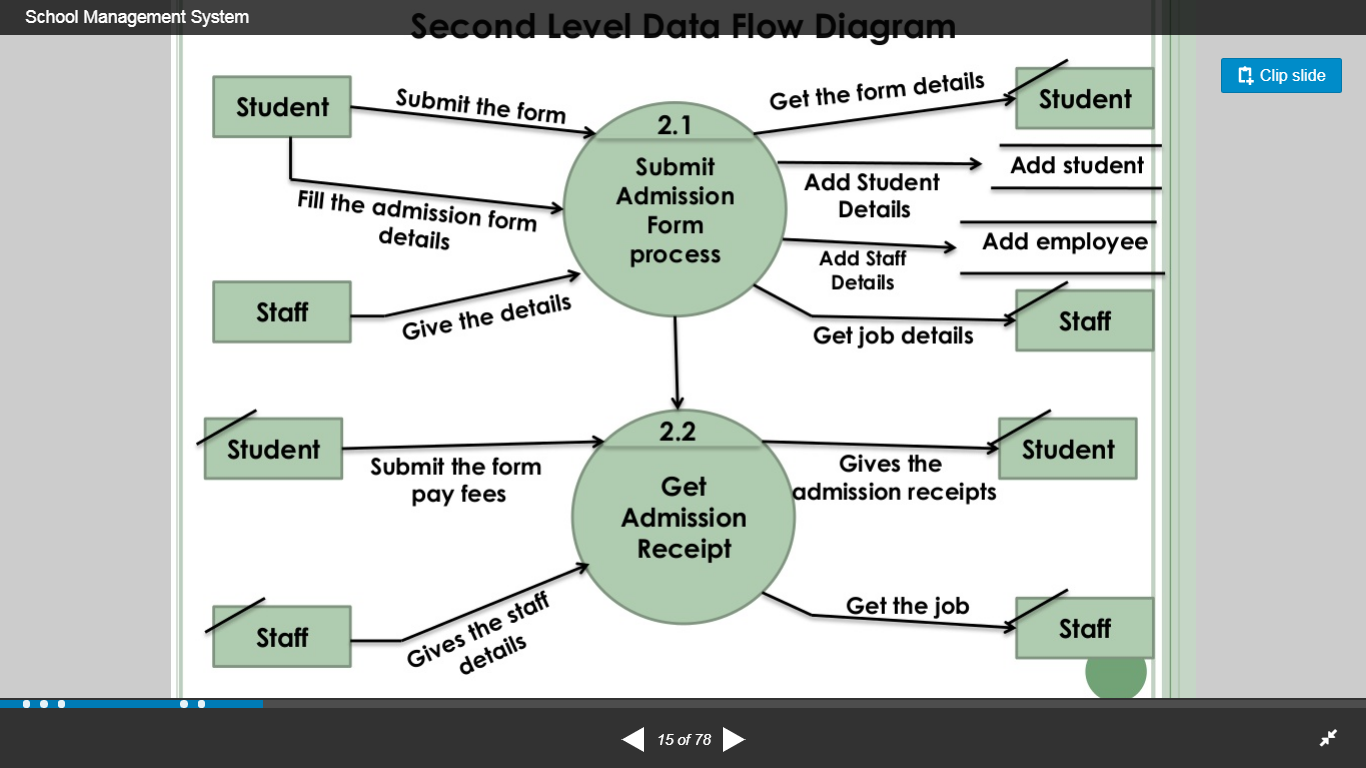 School Management System
Second Level Data Flow Diagram
Clip slide
Student
Submit the form
Fill the admission form
details
Staff
Give the details
2.1
Submit
Admission
Form
process
Get the form details
Student
Add Student
Details
Add student
Add Staff
Details
Add employee
Get job details
Staff
Student
Submit the form
pay fees
Staff
Gives the staff
details
2.2
Get
Admission
Receipt
Gives the
admission receipts
Student
Get the job
Staff
15 of 78